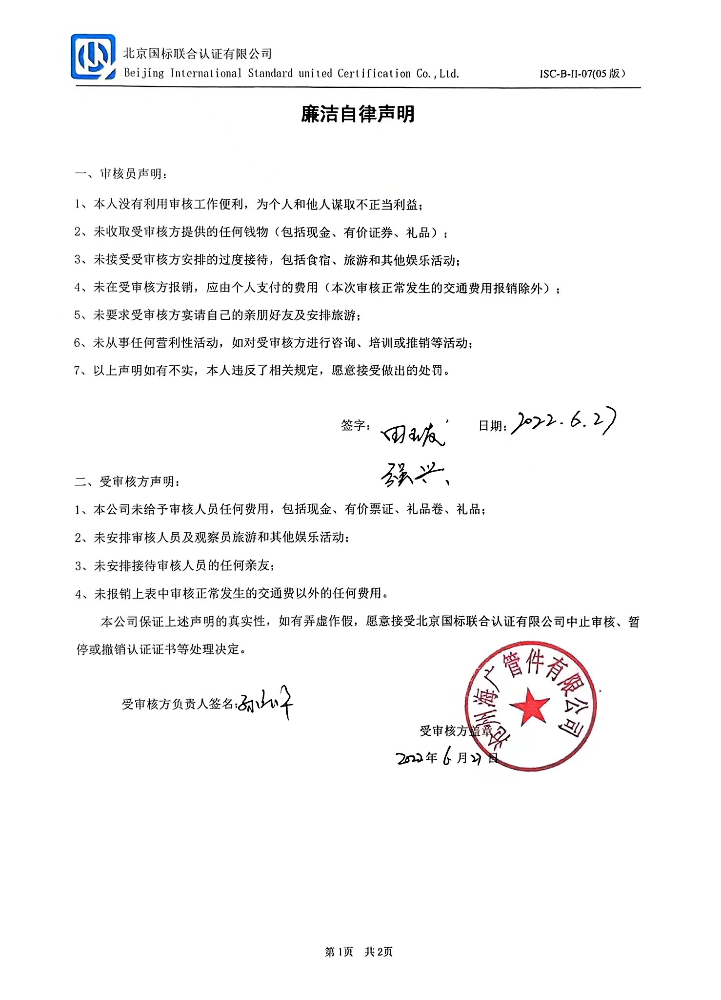 北京国标联合认证有限公司
Beijing International Standard united Certification Co.,Ltd.
ISC-B-II-07(05 版）
廉洁自律声明
一、审核员声明：
1、本人没有利用审核工作便利，为个人和他人谋取不正当利益；
2、未收取受审核方提供的任何钱物（包括现金、有价证券、礼品）；
3、未接受受审核方安排的过度接待，包括食宿、旅游和其他娱乐活动；
4、未在受审核方报销，应由个人支付的费用（本次审核正常发生的交通费用报销除外）；
5、未要求受审核方宴请自己的亲朋好友及安排旅游；
6、未从事任何营利性活动，如对受审核方进行咨询、培训或推销等活动；
7、以上声明如有不实，本人违反了相关规定，愿意接受做出的处罚。
签字： 日期：2022.6.27
强兴
二、受审核方声明：
1、本公司未给予审核人员任何费用，包括现金、有价票证、礼品卷、礼品；
2、未安排审核人员及观察员旅游和其他娱乐活动；
3、未安排接待审核人员的任何亲友；
4、未报销上表中审核正常发生的交通费以外的任何费用。
本公司保证上述声明的真实性，如有弄虚作假，愿意接受北京国标联合认证有限公司中止审核、暂
停或撤销认证证书等处理决定。
沧州海广管件有限公司
受审核方负责人签名：
受审核方盖章
2022年 6月27日
第1页 共2页